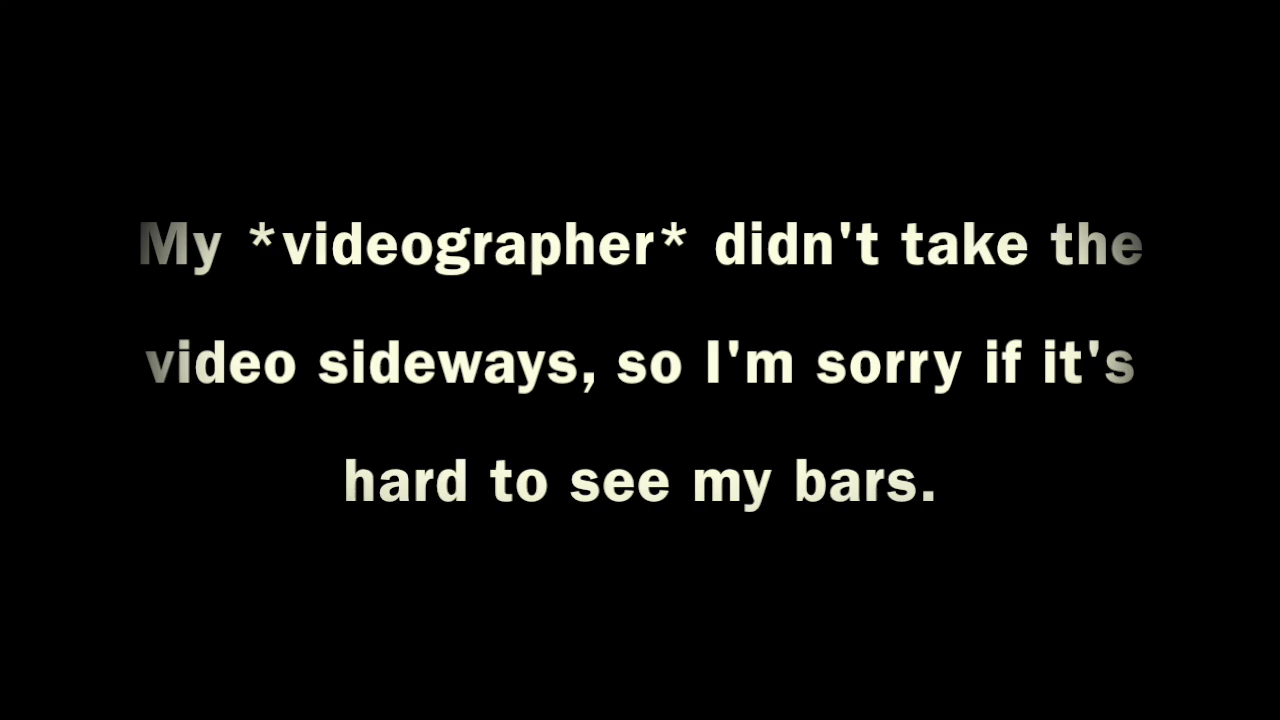 My *videographer* didn't take the
video sideways, so I'm sorry if it's
hard to see my bars.